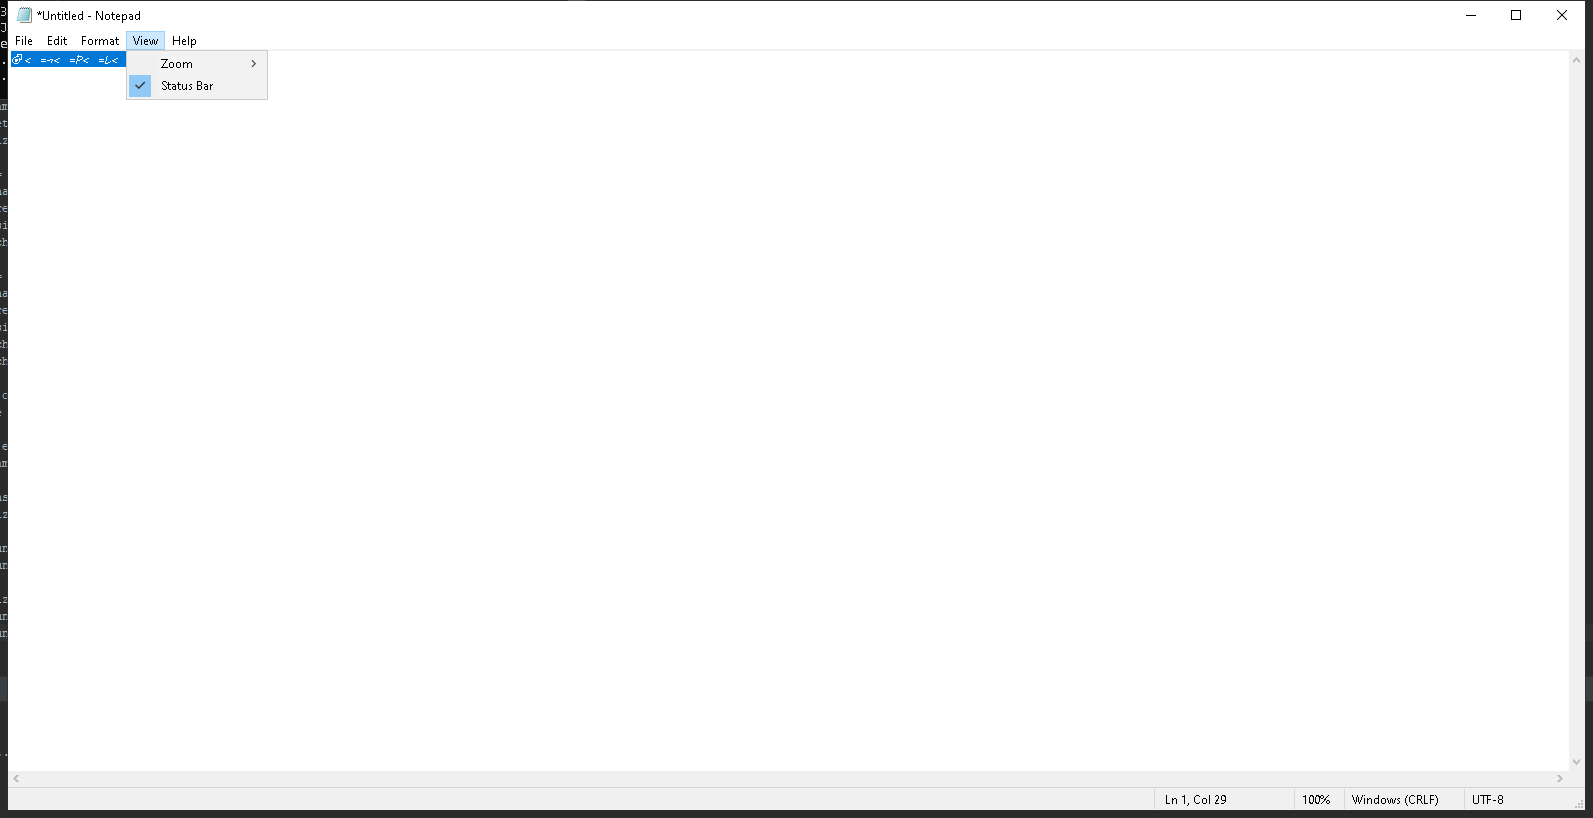 *Untitled - Notepad
File Edit Format View Help
Zoom
Status Bar
Ln 1, Col 29 100% Windows (CRLF) UTF-8